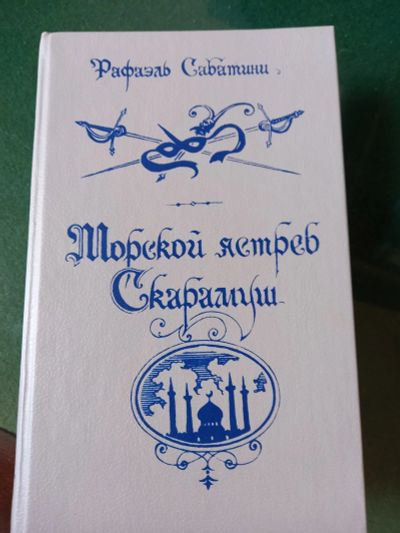 Рафаэль Сабатини
Морской ястреб
Скарамуш